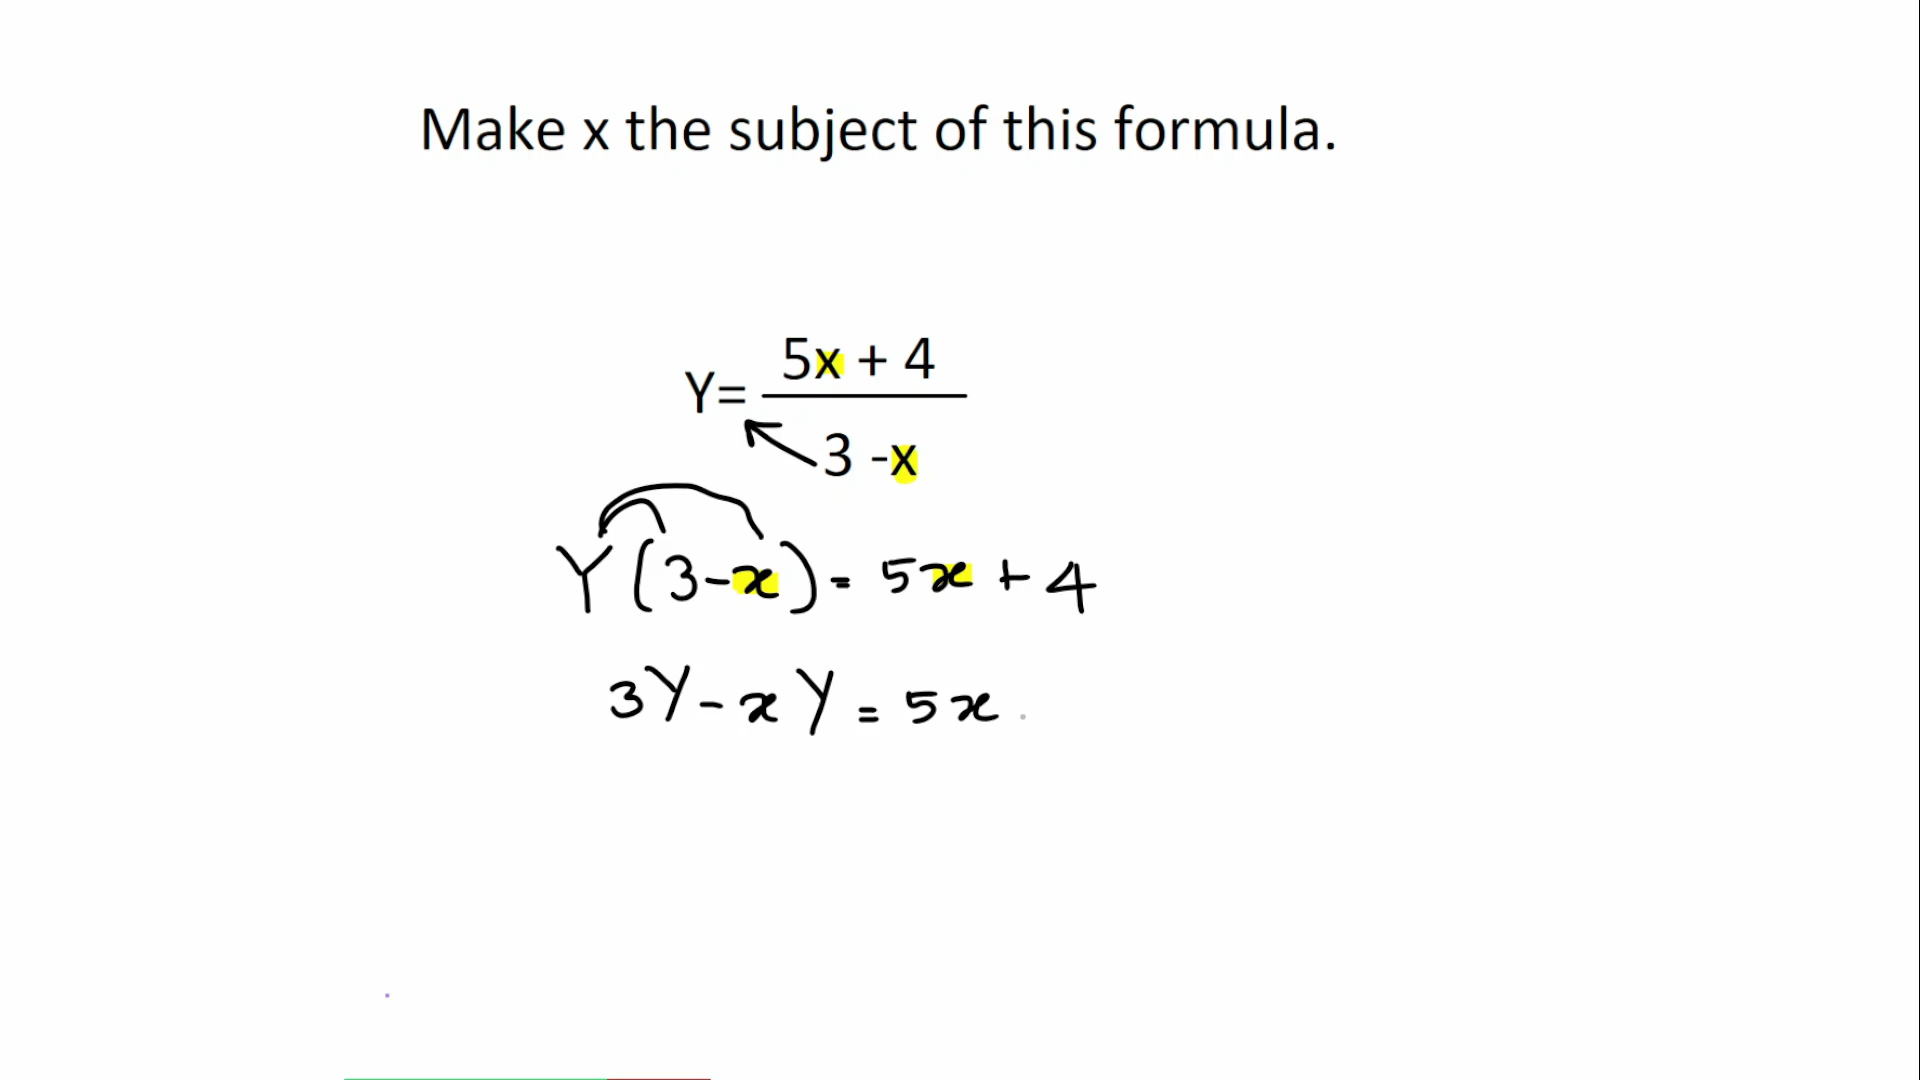 Make x the subject of this formula.
5x + 4
Y=
3 -x
Y(3-x) = 5x + 4
3Y - xY = 5x